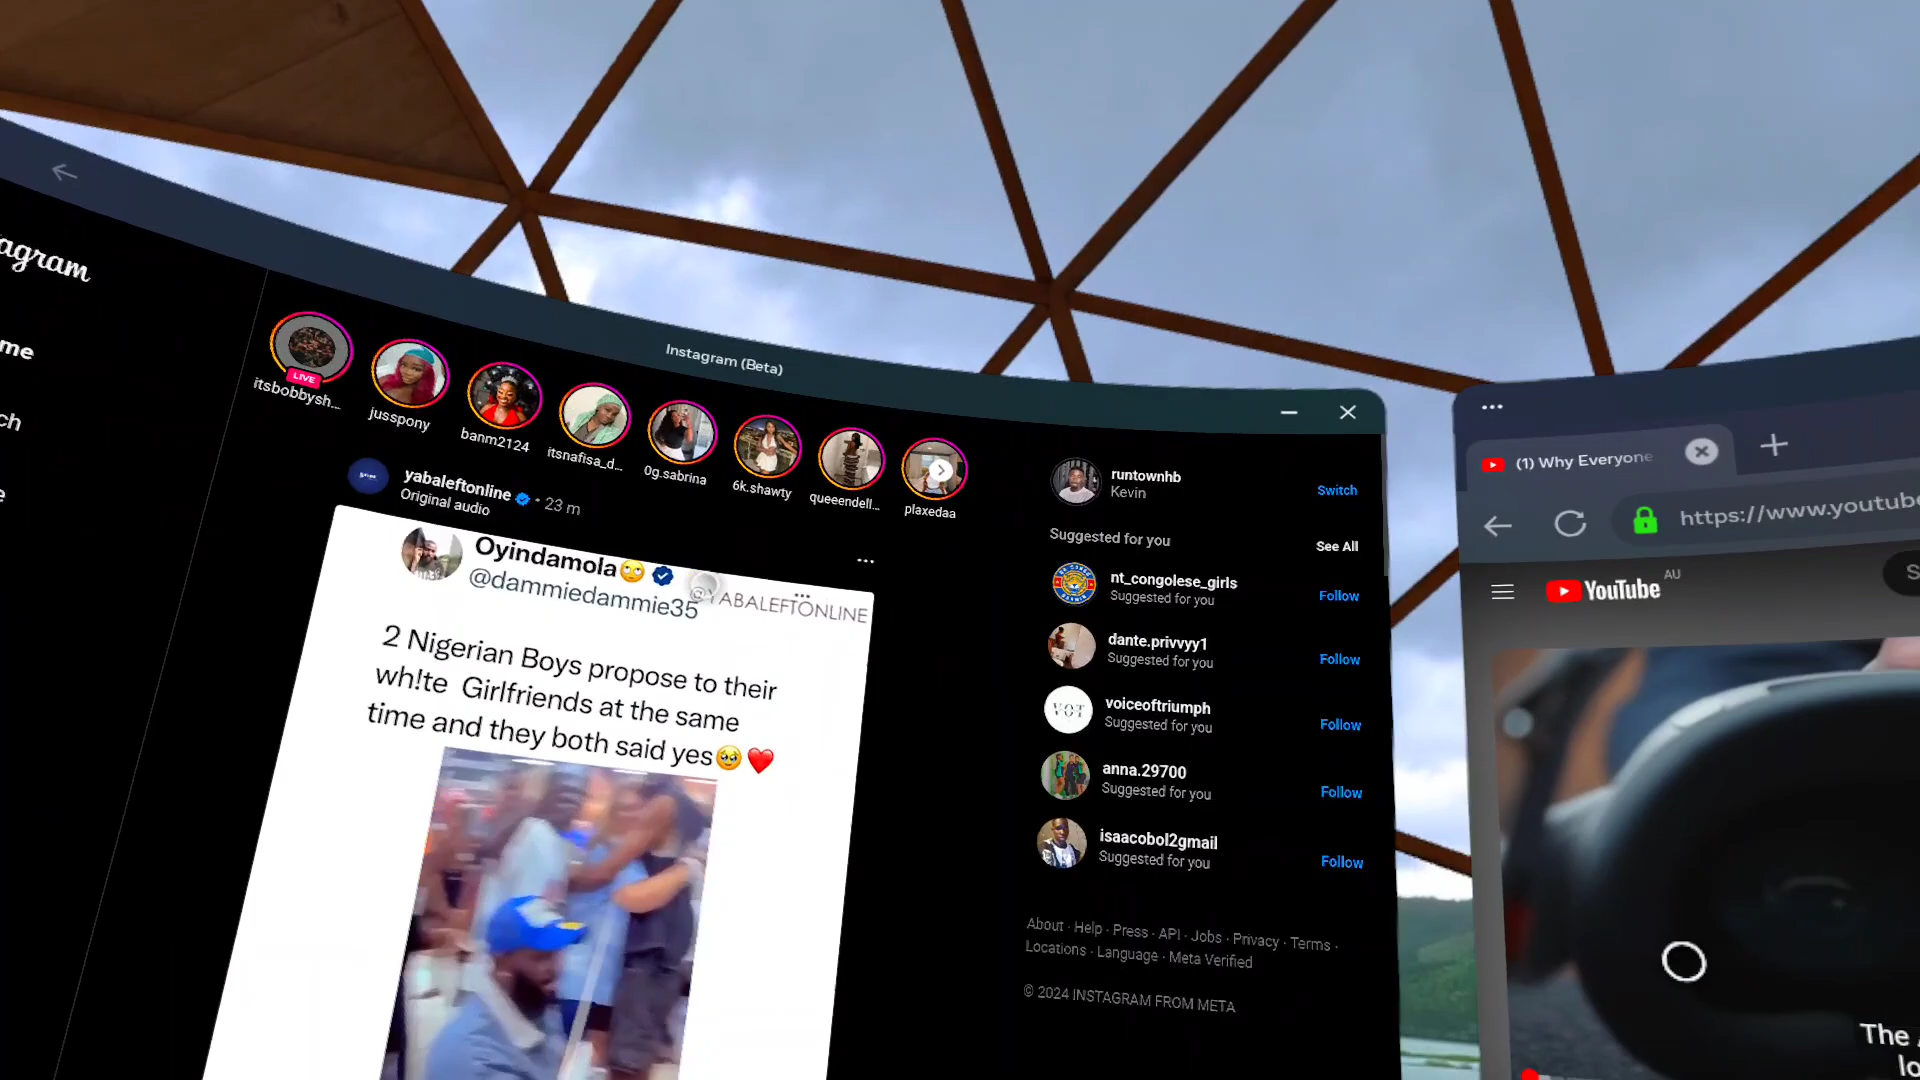 Instagram (Beta)
LIVE
itsbobbysh...
jusspony
banm2124
itsnafisa_d...
0g.sabrina
6k.shawty
queeendell...
plaxedaa
yabaleftonline • 23 m
Original audio
Oyindamola🙄
@dammiedammie35
YABALEFTONLINE
2 Nigerian Boys propose to their
wh!te Girlfriends at the same
time and they both said yes🥹❤️
runtownhb
Kevin
Switch
Suggested for you
See All
nt_congolese_girls
Suggested for you
Follow
dante.privvyy1
Suggested for you
Follow
VOT
voiceoftriumph
Suggested for you
Follow
anna.29700
Suggested for you
Follow
isaacobol2gmail
Suggested for you
Follow
About · Help · Press · API · Jobs · Privacy · Terms ·
Locations · Language · Meta Verified
© 2024 INSTAGRAM FROM META
(1) Why Everyone
https://www.youtube
YouTube
AU
The